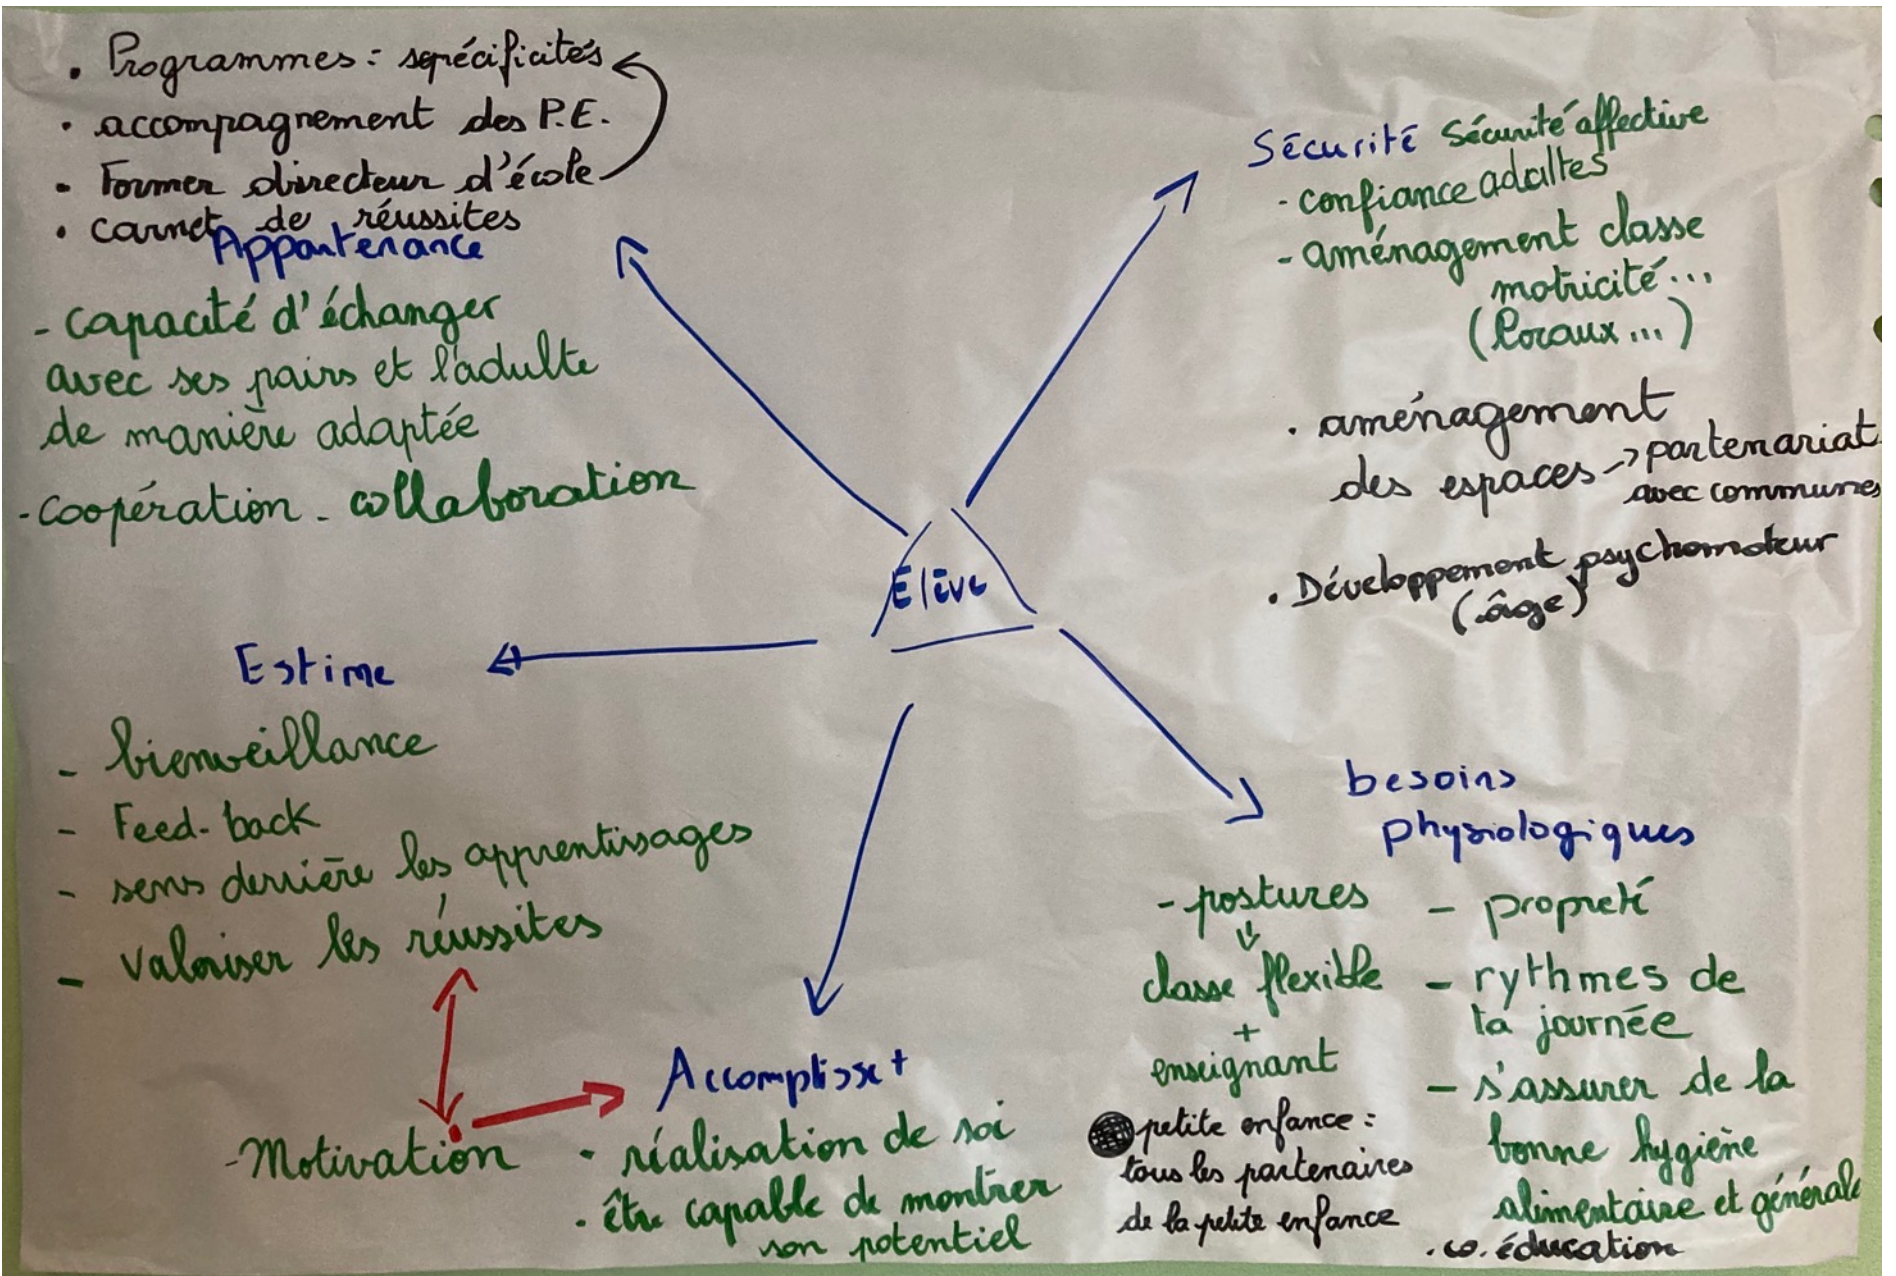 . Programmes : spécificités
. accompagnement des P.E.
. Former directeur d'école
. carnet de réussites
Appartenance
- capacité d'échanger
avec ses pairs et l'adulte
de manière adaptée
- coopération - collaboration
Sécurité Sécurité affective
- confiance adultes
- aménagement classe
motricité...
(locaux...)
. aménagement
des espaces -> partenariat
avec communes
. Développement psychomoteur
(âge)
Elève
Estime
- bienveillance
- Feed-back
- sens derrière les apprentissages
- valoriser les réussites
- Motivation
Accomplisse t
. réalisation de soi
. être capable de montrer
son potentiel
besoins
physiologiques
- postures
classe flexible
+
enseignant
petite enfance :
tous les partenaires
de la petite enfance
- propreté
- rythmes de
la journée
- s'assurer de la
bonne hygiène
alimentaire et générale
. co. éducation